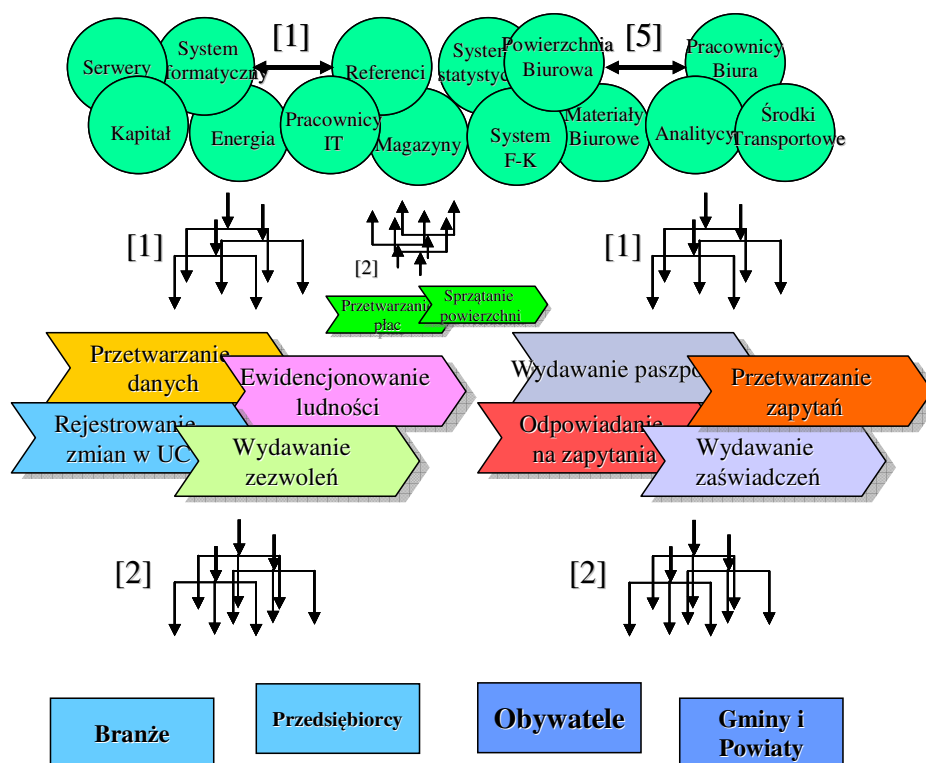 Serwery
System
formatyczny
[1]
Referenci
System
statystycz
Powierzchnia
Biurowa
[5]
Pracownicy
Biura
Kapitał
Energia
Pracownicy
IT
Magazyny
System
F-K
Materiały
Biurowe
Analitycy
Środki
Transportowe
[1]
[2]
[1]
Przetwarzanie
płac
Sprzątanie
powierzchni
Przetwarzanie
danych
Ewidencjonowanie
ludności
Rejestrowanie
zmian w UC
Wydawanie
zezwoleń
Wydawanie paszpo
Przetwarzanie
zapytań
Odpowiadanie
na zapytania
Wydawanie
zaświadczeń
[2]
[2]
Branże
Przedsiębiorcy
Obywatele
Gminy i
Powiaty